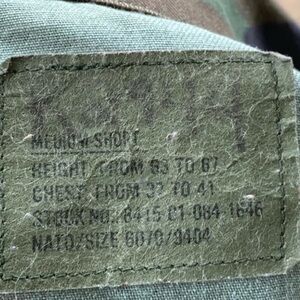 MEDIUM-SHORT
HEIGHT FROM 63 TO 67
CHEST FROM 37 TO 41
STOCK NO. 8415-01-084-1646
NATO/SIZE 6070/9404